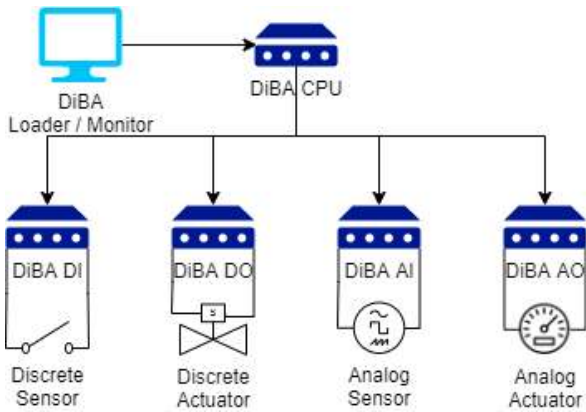 DiBA
Loader / Monitor
DiBA CPU
DiBA DI
DiBA DO
DiBA AI
DiBA AO
S
Discrete
Sensor
Discrete
Actuator
Analog
Sensor
Analog
Actuator